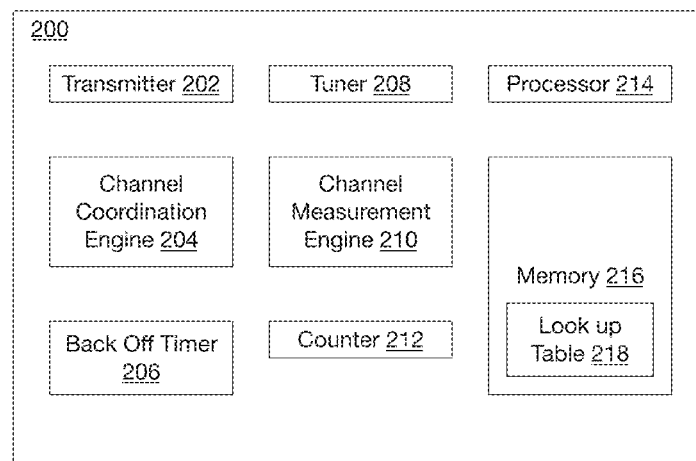 200
Transmitter 202
Tuner 208
Processor 214
Channel
Coordination
Engine 204
Channel
Measurement
Engine 210
Memory 216
Look up
Table 218
Back Off Timer
206
Counter 212